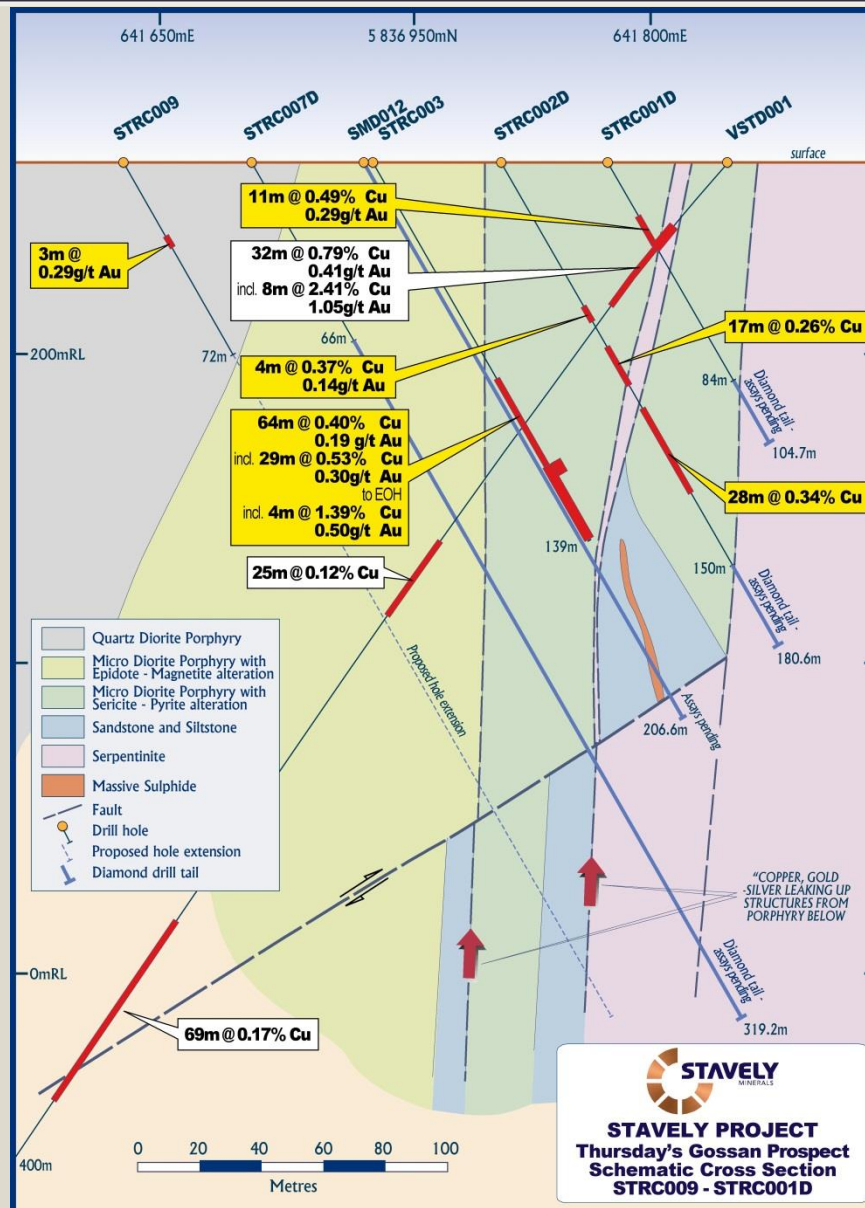 641 650mE
5 836 950mN
641 800mE
STRC009
STRC007D
SMD012
STRC003
STRC002D
STRC001D
VSTD001
surface
11m @ 0.49% Cu
0.29g/t Au
3m @
0.29g/t Au
32m @ 0.79% Cu
0.41g/t Au
incl. 8m @ 2.41% Cu
1.05g/t Au
17m @ 0.26% Cu
200mRL
72m
66m
4m @ 0.37% Cu
0.14g/t Au
84m
Diamond tail -
assays pending
104.7m
64m @ 0.40% Cu
0.19 g/t Au
incl. 29m @ 0.53% Cu
0.30g/t Au
to EOH
incl. 4m @ 1.39% Cu
0.50g/t Au
28m @ 0.34% Cu
139m
150m
Diamond tail -
assays pending
180.6m
25m @ 0.12% Cu
Proposed hole extension
Assays pending
206.6m
Quartz Diorite Porphyry
Micro Diorite Porphyry with
Epidote - Magnetite alteration
Micro Diorite Porphyry with
Sericite - Pyrite alteration
Sandstone and Siltstone
Serpentinite
Massive Sulphide
Fault
Drill hole
Proposed hole extension
Diamond drill tail
"COPPER, GOLD
-SILVER LEAKING UP
STRUCTURES FROM
PORPHYRY BELOW
0mRL
Diamond tail -
assays pending
319.2m
69m @ 0.17% Cu
400m
0 20 40 60 80 100
Metres
STAVELY
MINERALS
STAVELY PROJECT
Thursday's Gossan Prospect
Schematic Cross Section
STRC009 - STRC001D